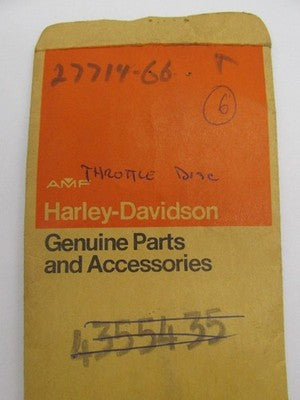 27714-66
6
THROTTLE DISC
AMF
Harley-Davidson
Genuine Parts
and Accessories
4355435